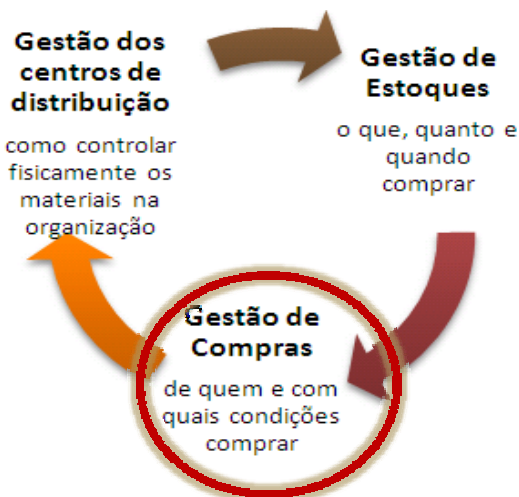 Gestão dos
centros de
distribuição
como controlar
fisicamente os
materiais na
organização
Gestão de
Estoques
o que, quanto e
quando
comprar
Gestão de
Compras
de quem e com
quais condições
comprar